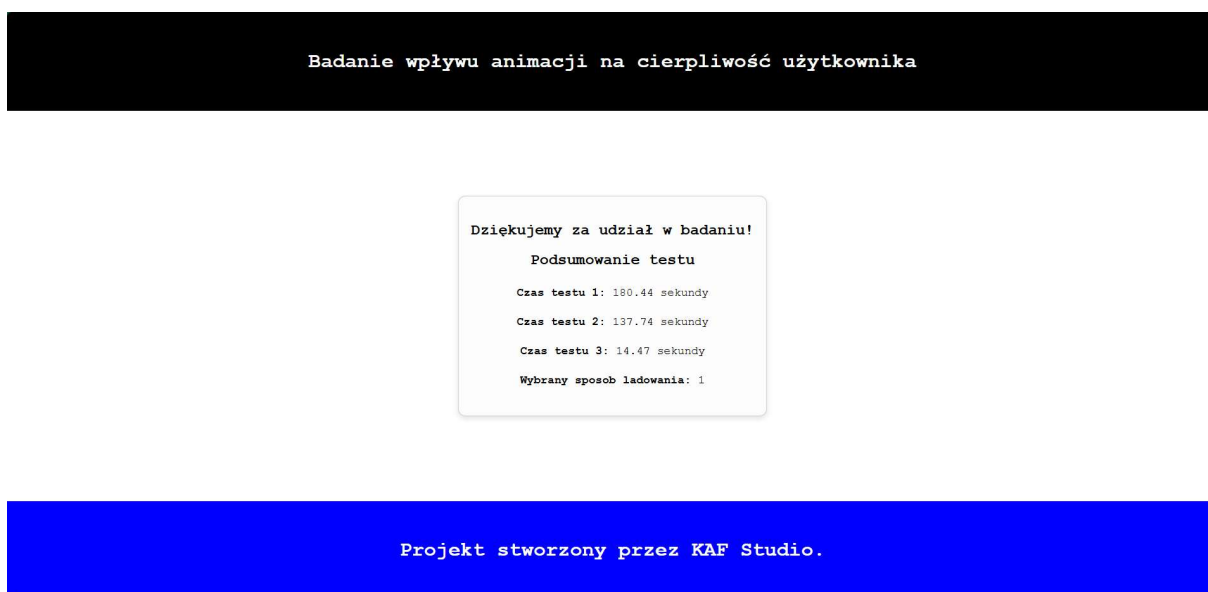 Badanie wpływu animacji na cierpliwość użytkownika
Dziękujemy za udział w badaniu!
Podsumowanie testu
Czas testu 1: 180.44 sekundy
Czas testu 2: 137.74 sekundy
Czas testu 3: 14.47 sekundy
Wybrany sposob ladowania: 1
Projekt stworzony przez KAF Studio.